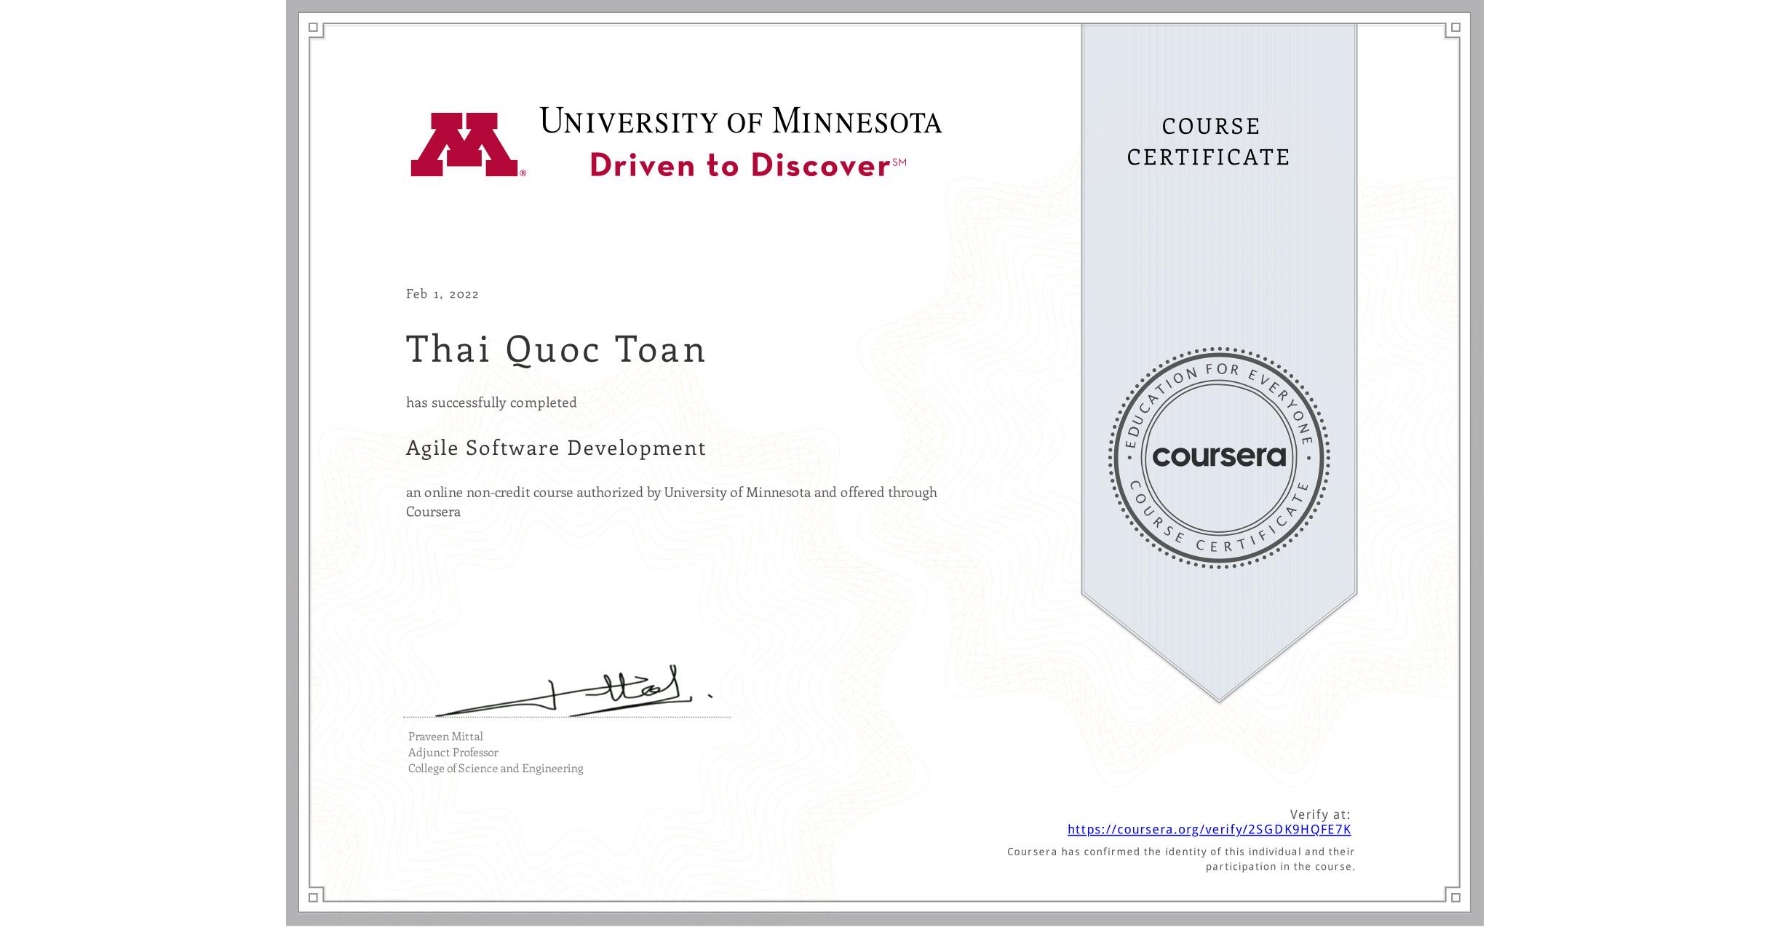 UNIVERSITY OF MINNESOTA
Driven to Discover℠
COURSE
CERTIFICATE
Feb 1, 2022
Thai Quoc Toan
has successfully completed
Agile Software Development
an online non-credit course authorized by University of Minnesota and offered through
Coursera
EDUCATION FOR EVERYONE
coursera
COURSE CERTIFICATE
Praveen Mittal
Adjunct Professor
College of Science and Engineering
Verify at:
https://coursera.org/verify/2SGDK9HQFE7K
Coursera has confirmed the identity of this individual and their
participation in the course.